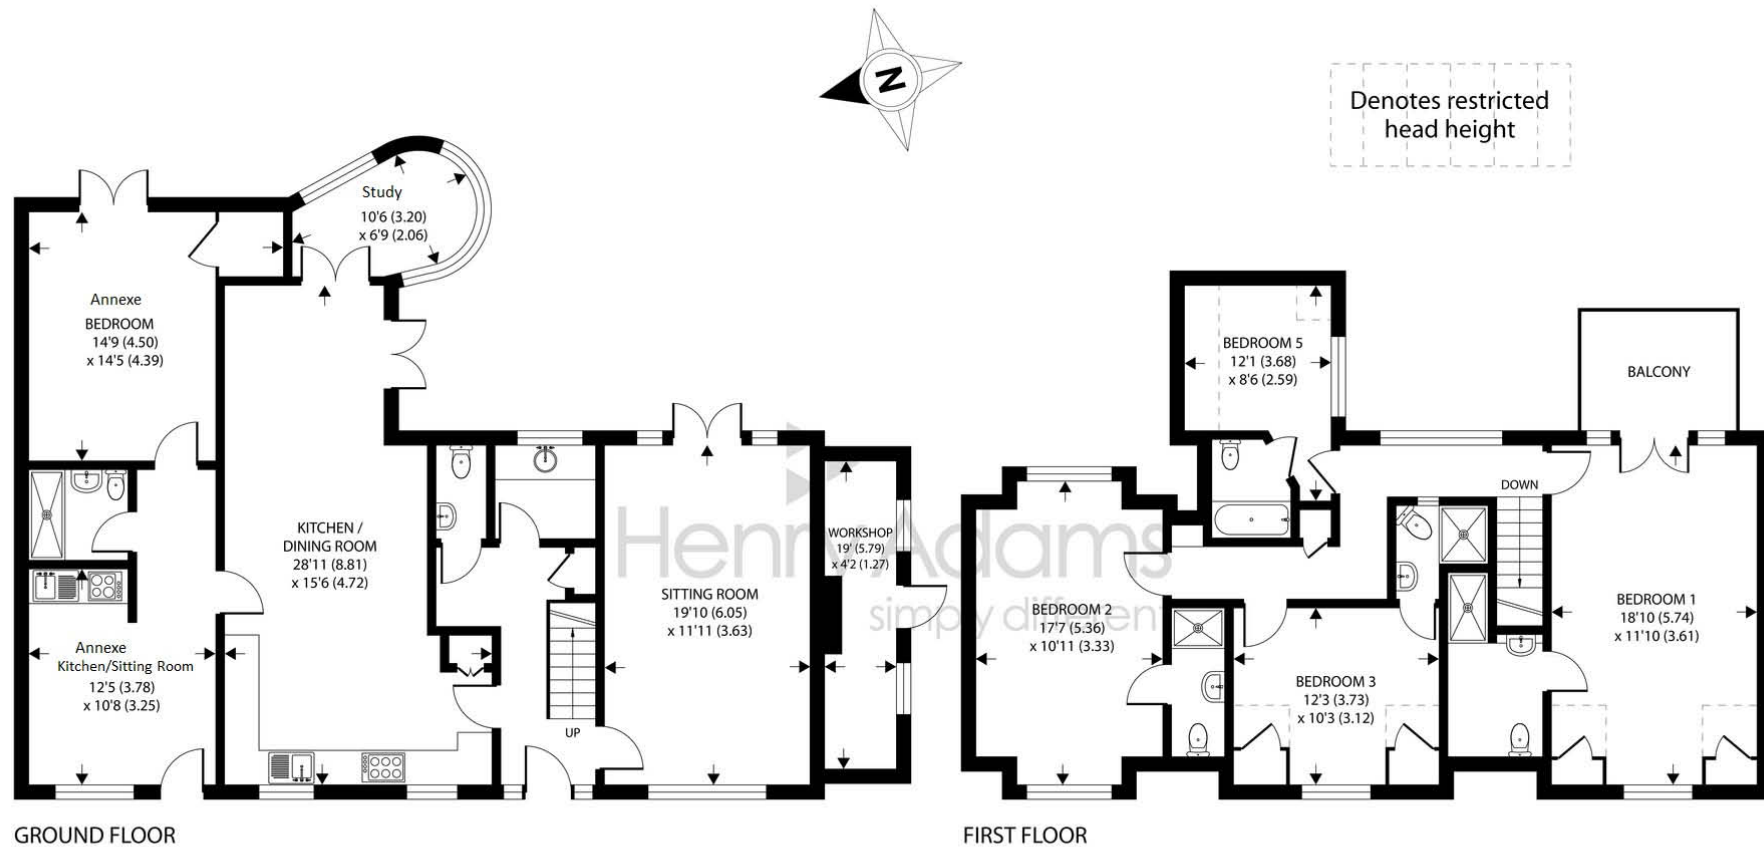 N
Denotes restricted
head height
Study
10'6 (3.20)
x 6'9 (2.06)
Annexe
BEDROOM
14'9 (4.50)
x 14'5 (4.39)
KITCHEN /
DINING ROOM
28'11 (8.81)
x 15'6 (4.72)
Annexe
Kitchen/Sitting Room
12'5 (3.78)
x 10'8 (3.25)
UP
SITTING ROOM
19'10 (6.05)
x 11'11 (3.63)
WORKSHOP
19' (5.79)
x 4'2 (1.27)
Henry Adams
simply different
BEDROOM 5
12'1 (3.68)
x 8'6 (2.59)
BALCONY
DOWN
BEDROOM 2
17'7 (5.36)
x 10'11 (3.33)
BEDROOM 3
12'3 (3.73)
x 10'3 (3.12)
BEDROOM 1
18'10 (5.74)
x 11'10 (3.61)
GROUND FLOOR
FIRST FLOOR